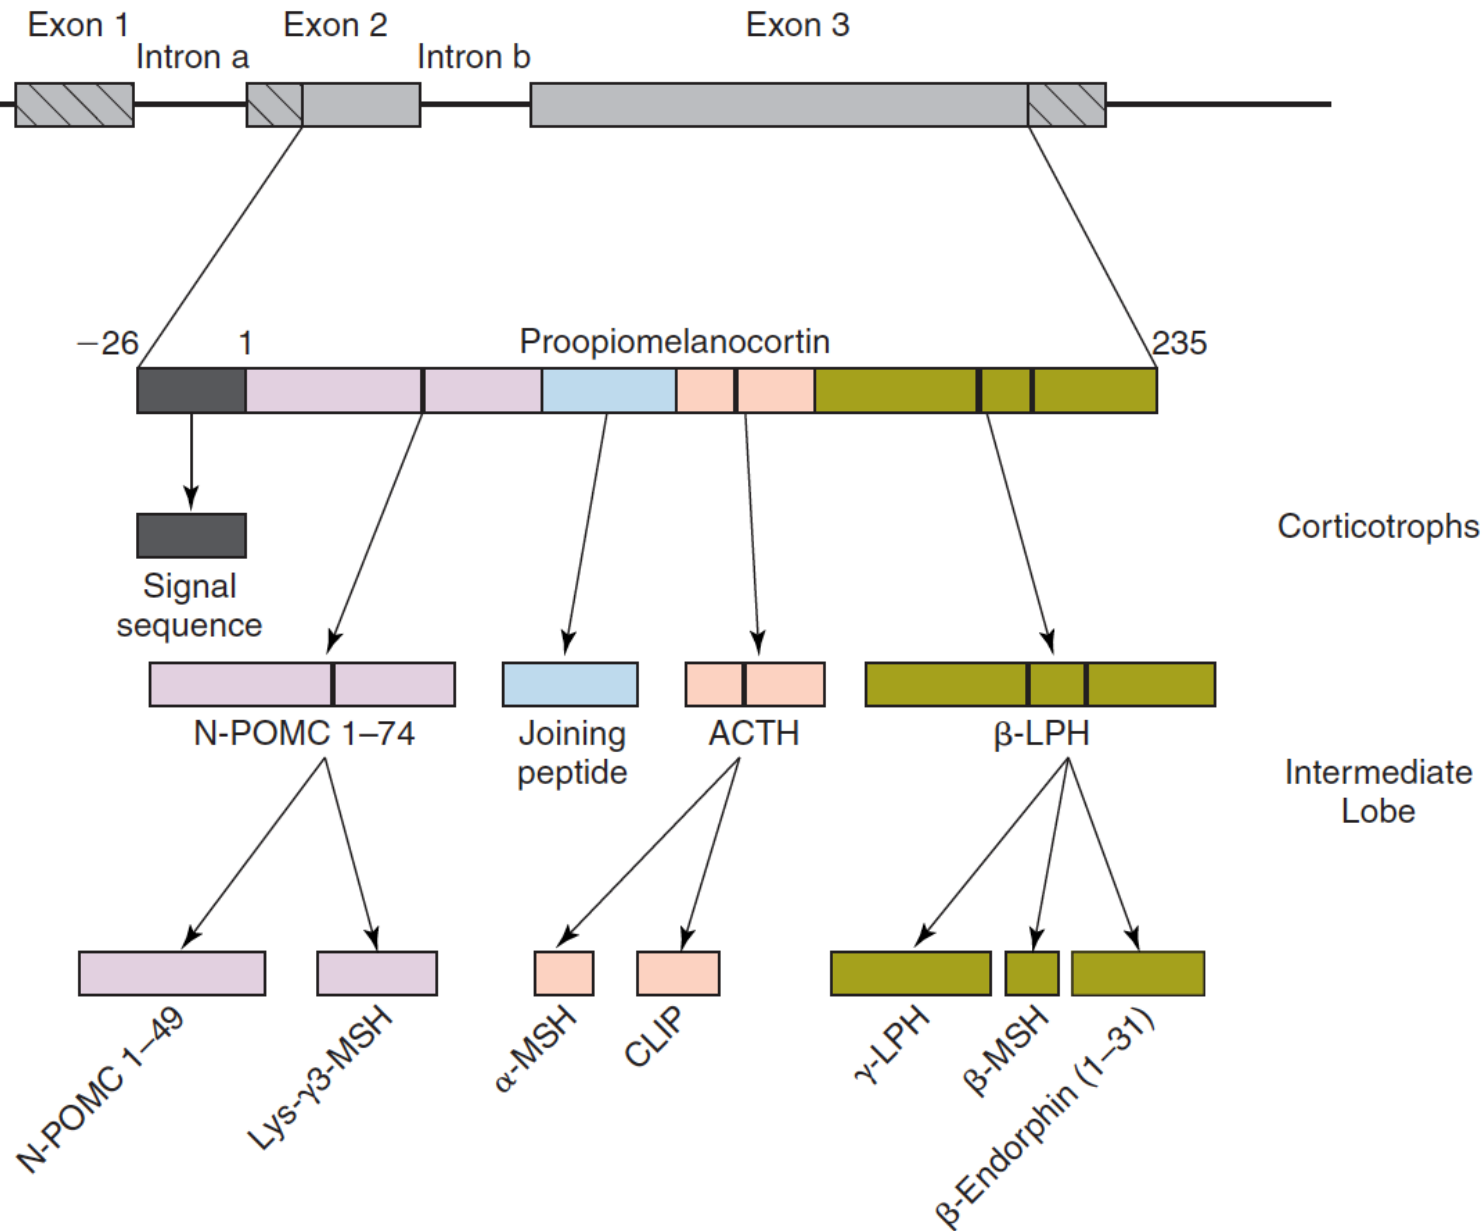 Exon 1
Exon 2
Exon 3
Intron a
Intron b
−26
1
Proopiomelanocortin
235
Corticotrophs
Signal
sequence
N-POMC 1–74
Joining
peptide
ACTH
β-LPH
Intermediate
Lobe
N-POMC 1–49
Lys-γ3-MSH
α-MSH
CLIP
γ-LPH
β-MSH
β-Endorphin (1–31)